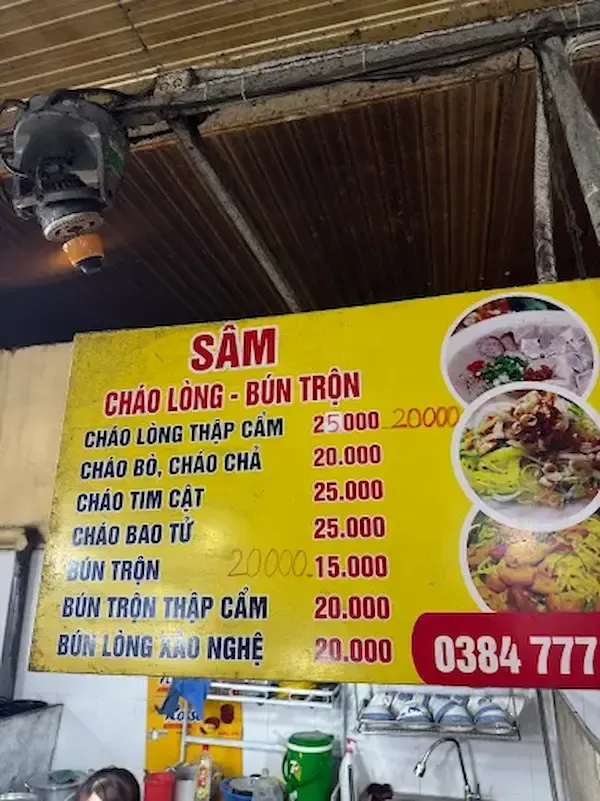 SÂM
CHÁO LÒNG - BÚN TRỘN
CHÁO LÒNG THẬP CẨM 25.000 20000
CHÁO BÒ, CHÁO CHẢ 20.000
CHÁO TIM CẬT 25.000
CHÁO BAO TỬ 25.000
BÚN TRỘN 20000 15.000
BÚN TRỘN THẬP CẨM 20.000
BÚN LÒNG XÀO NGHỆ 20.000
0384 777